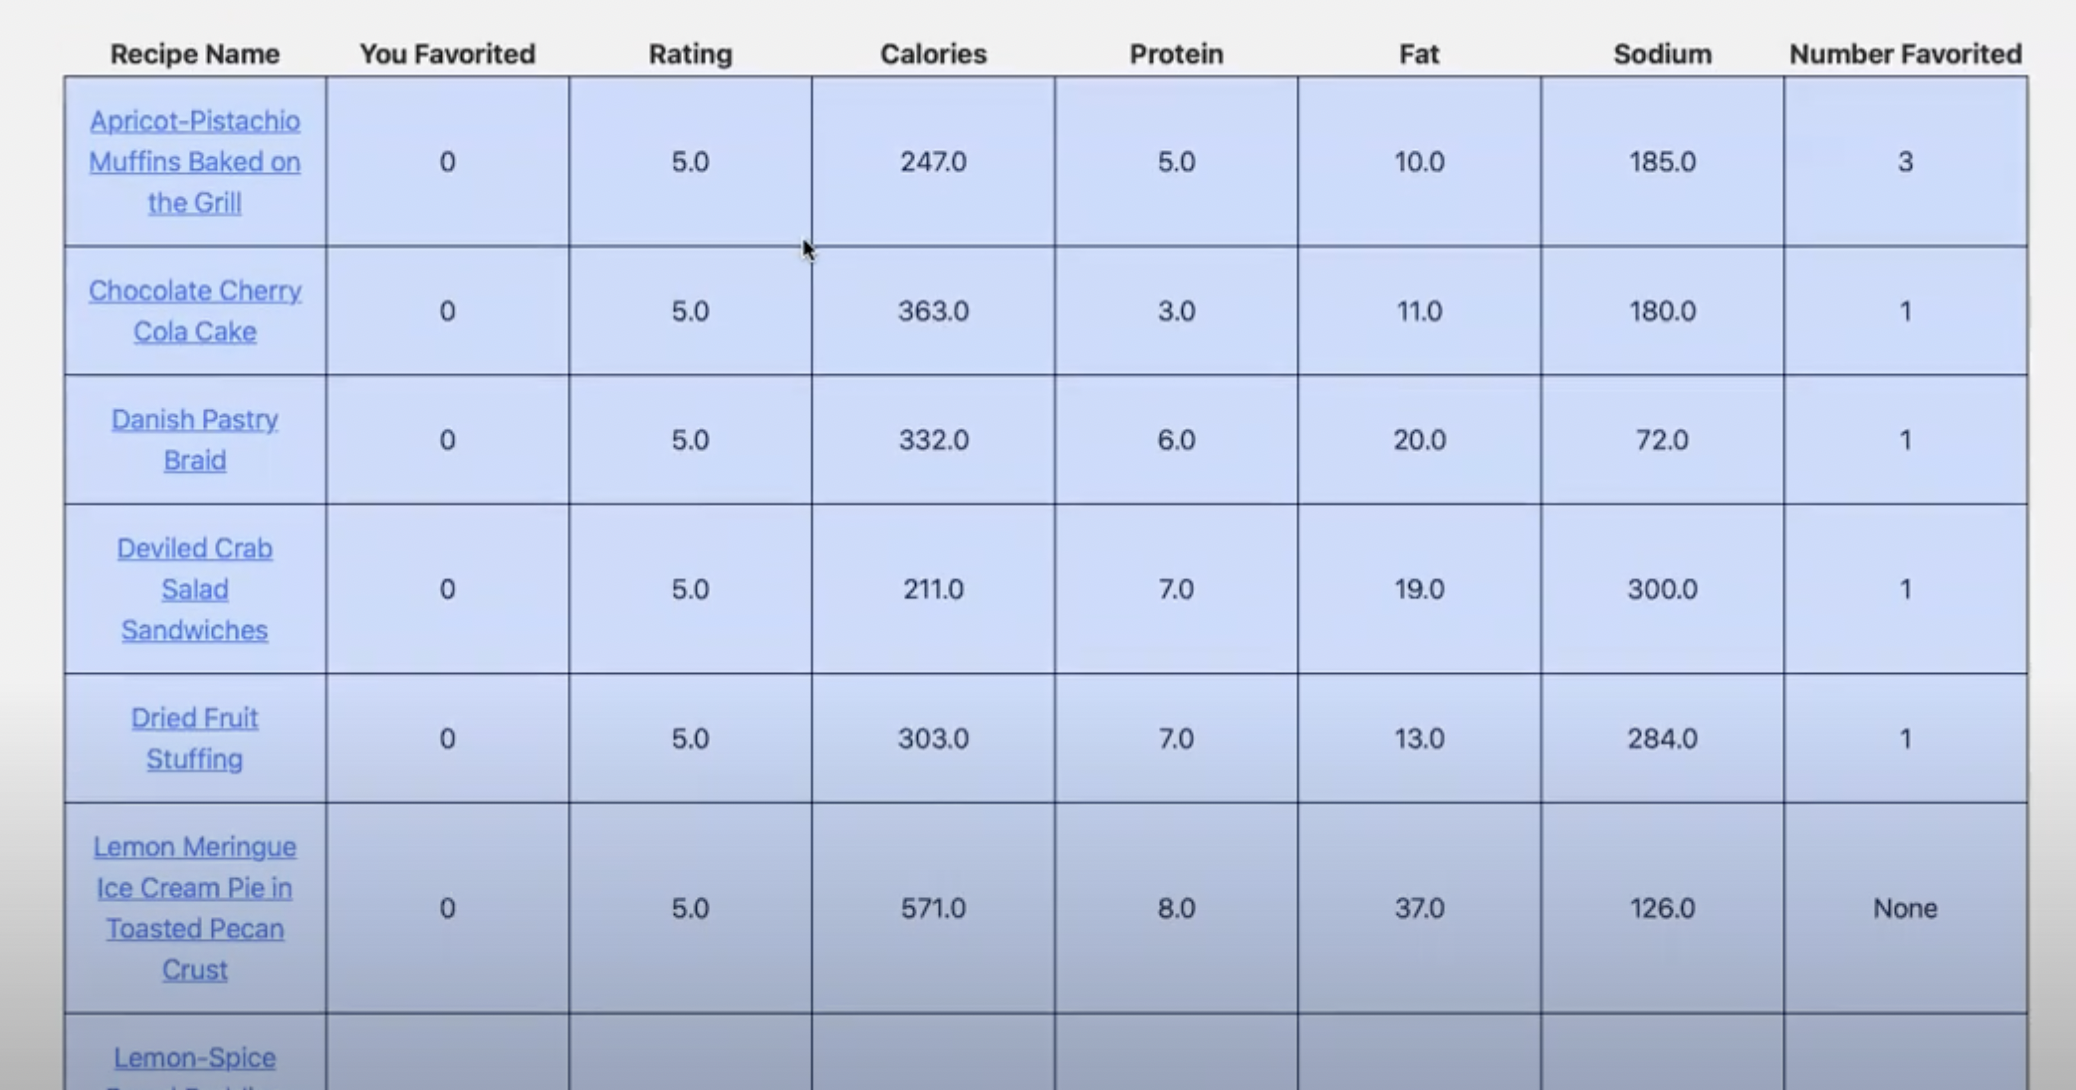 Recipe Name You Favorited Rating Calories Protein Fat Sodium Number Favorited
Apricot-Pistachio
Muffins Baked on
the Grill
0 5.0 247.0 5.0 10.0 185.0 3
Chocolate Cherry
Cola Cake
0 5.0 363.0 3.0 11.0 180.0 1
Danish Pastry
Braid
0 5.0 332.0 6.0 20.0 72.0 1
Deviled Crab
Salad
Sandwiches
0 5.0 211.0 7.0 19.0 300.0 1
Dried Fruit
Stuffing
0 5.0 303.0 7.0 13.0 284.0 1
Lemon Meringue
Ice Cream Pie in
Toasted Pecan
Crust
0 5.0 571.0 8.0 37.0 126.0 None
Lemon-Spice